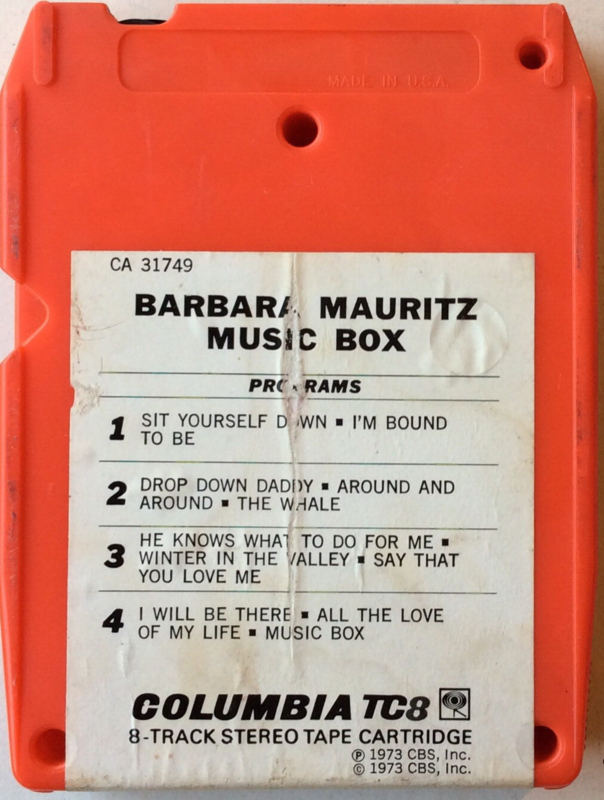 MADE IN U.S.A.
CA 31749
BARBARA MAURITZ
MUSIC BOX
PROGRAMS
1 SIT YOURSELF DOWN ▪ I'M BOUND
TO BE
2 DROP DOWN DADDY ▪ AROUND AND
AROUND ▪ THE WHALE
3 HE KNOWS WHAT TO DO FOR ME ▪
WINTER IN THE VALLEY ▪ SAY THAT
YOU LOVE ME
4 I WILL BE THERE ▪ ALL THE LOVE
OF MY LIFE ▪ MUSIC BOX
COLUMBIA TC8
8-TRACK STEREO TAPE CARTRIDGE
℗ 1973 CBS, Inc.
© 1973 CBS, Inc.